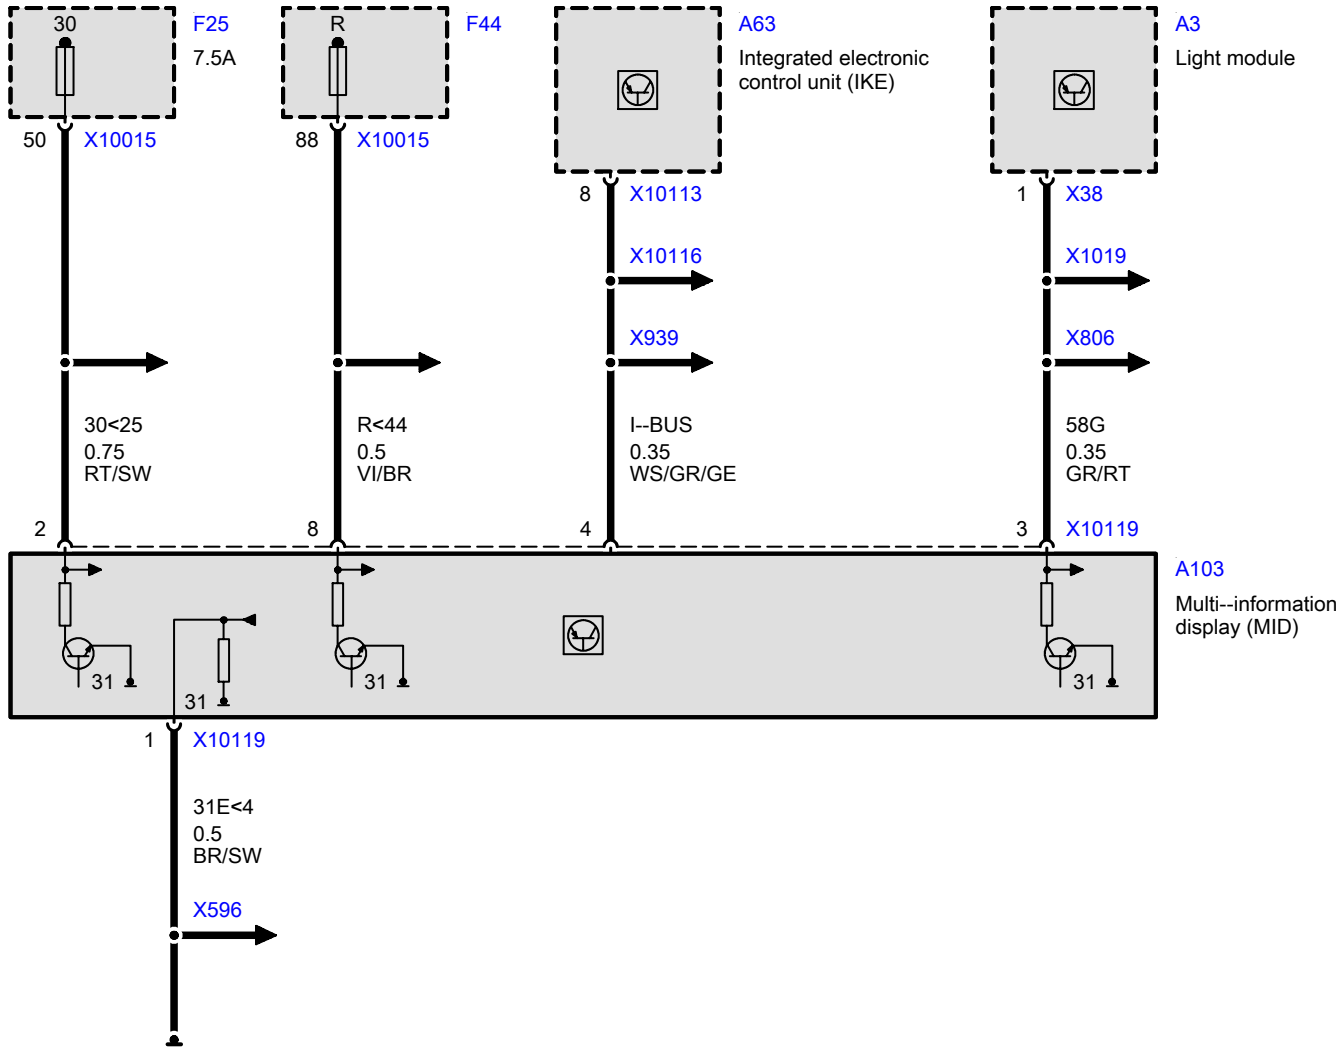 30
F25
7.5A
R
F44
A63
Integrated electronic
control unit (IKE)
A3
Light module
50
X10015
88
X10015
8
X10113
1
X38
X10116
X1019
X939
X806
30<25
0.75
RT/SW
R<44
0.5
VI/BR
I--BUS
0.35
WS/GR/GE
58G
0.35
GR/RT
2
8
4
3
X10119
A103
Multi--information
display (MID)
31
31
31
31
1
X10119
31E<4
0.5
BR/SW
X596